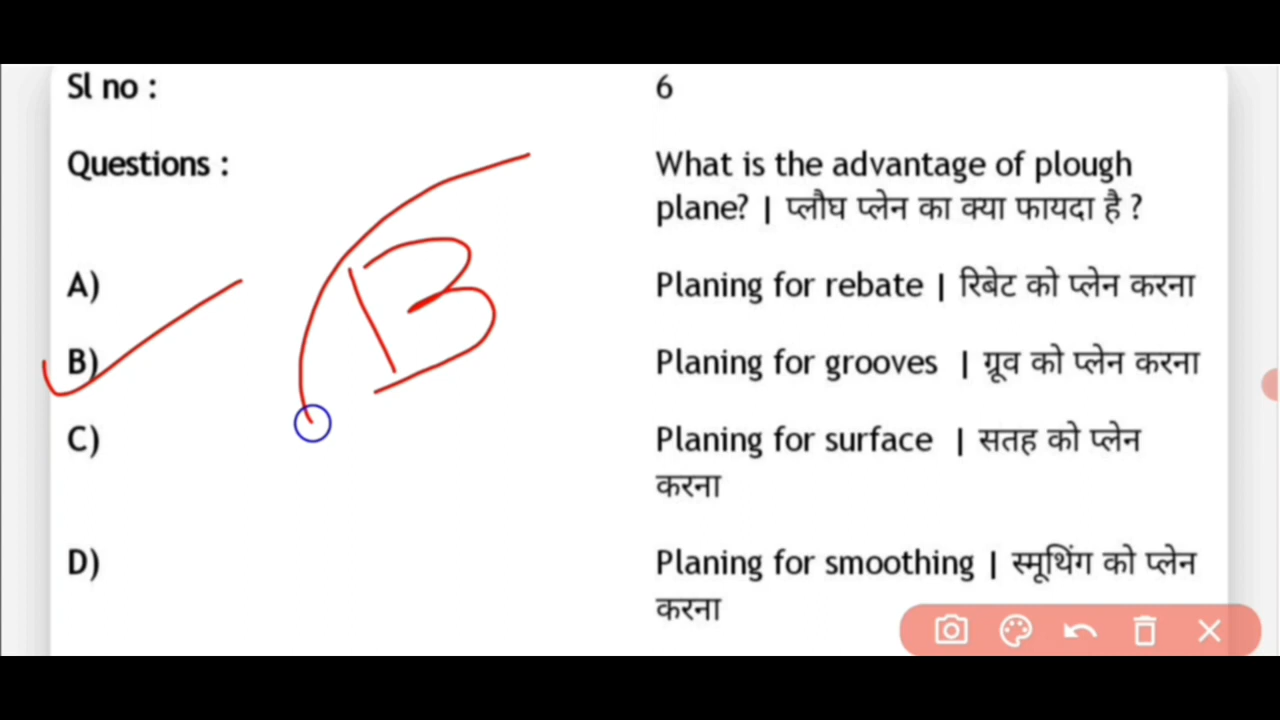 Sl no : 6
Questions : What is the advantage of plough
plane? | प्लौघ प्लेन का क्या फायदा है ?
A) Planing for rebate | रिबेट को प्लेन करना
B) Planing for grooves | ग्रूव को प्लेन करना
B
C) Planing for surface | सतह को प्लेन
करना
D) Planing for smoothing | स्मूथिंग को प्लेन
करना